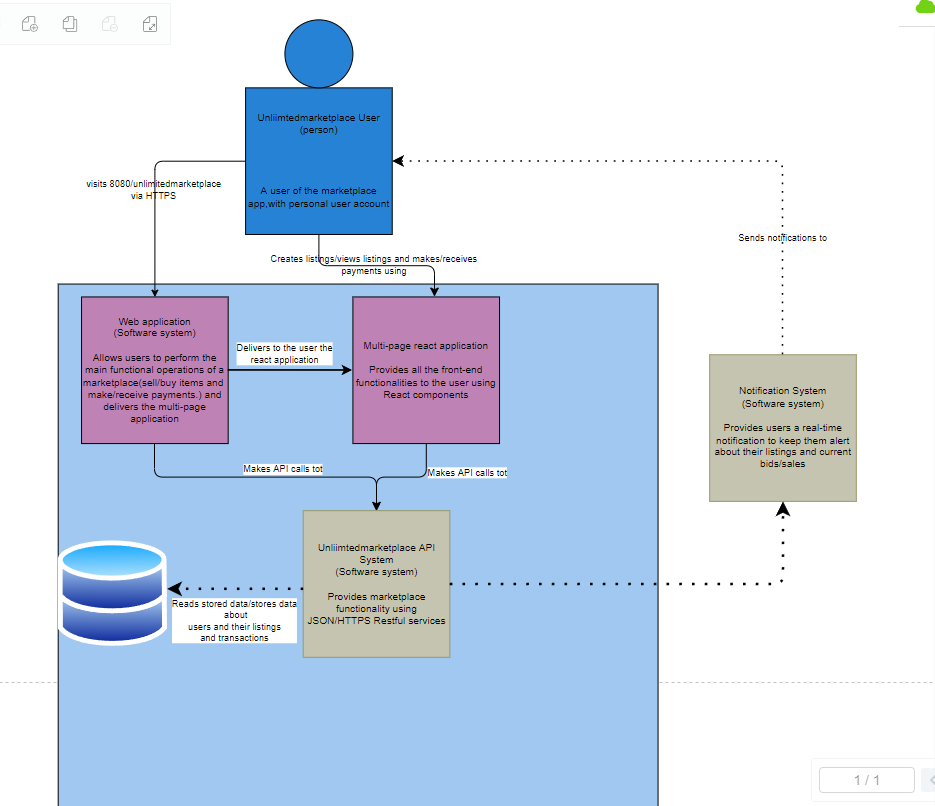 Unliimtedmarketplace User
(person)
A user of the marketplace
app,with personal user account
visits 8080/unlimitedmarketplace
via HTTPS
Sends notifications to
Creates listings/views listings and makes/receives
payments using
Web application
(Software system)
Allows users to perform the
main functional operations of a
marketplace(sell/buy items and
make/receive payments.) and
delivers the multi-page
application
Delivers to the user the
react application
Multi-page react application
Provides all the front-end
functionalities to the user using
React components
Notification System
(Software system)
Provides users a real-time
notification to keep them alert
about their listings and current
bids/sales
Makes API calls tot
Makes API calls tot
Unliimtedmarketplace API
System
(Software system)
Provides marketplace
functionality using
JSON/HTTPS Restful services
Reads stored data/stores data
about
users and their listings
and transactions
1 / 1